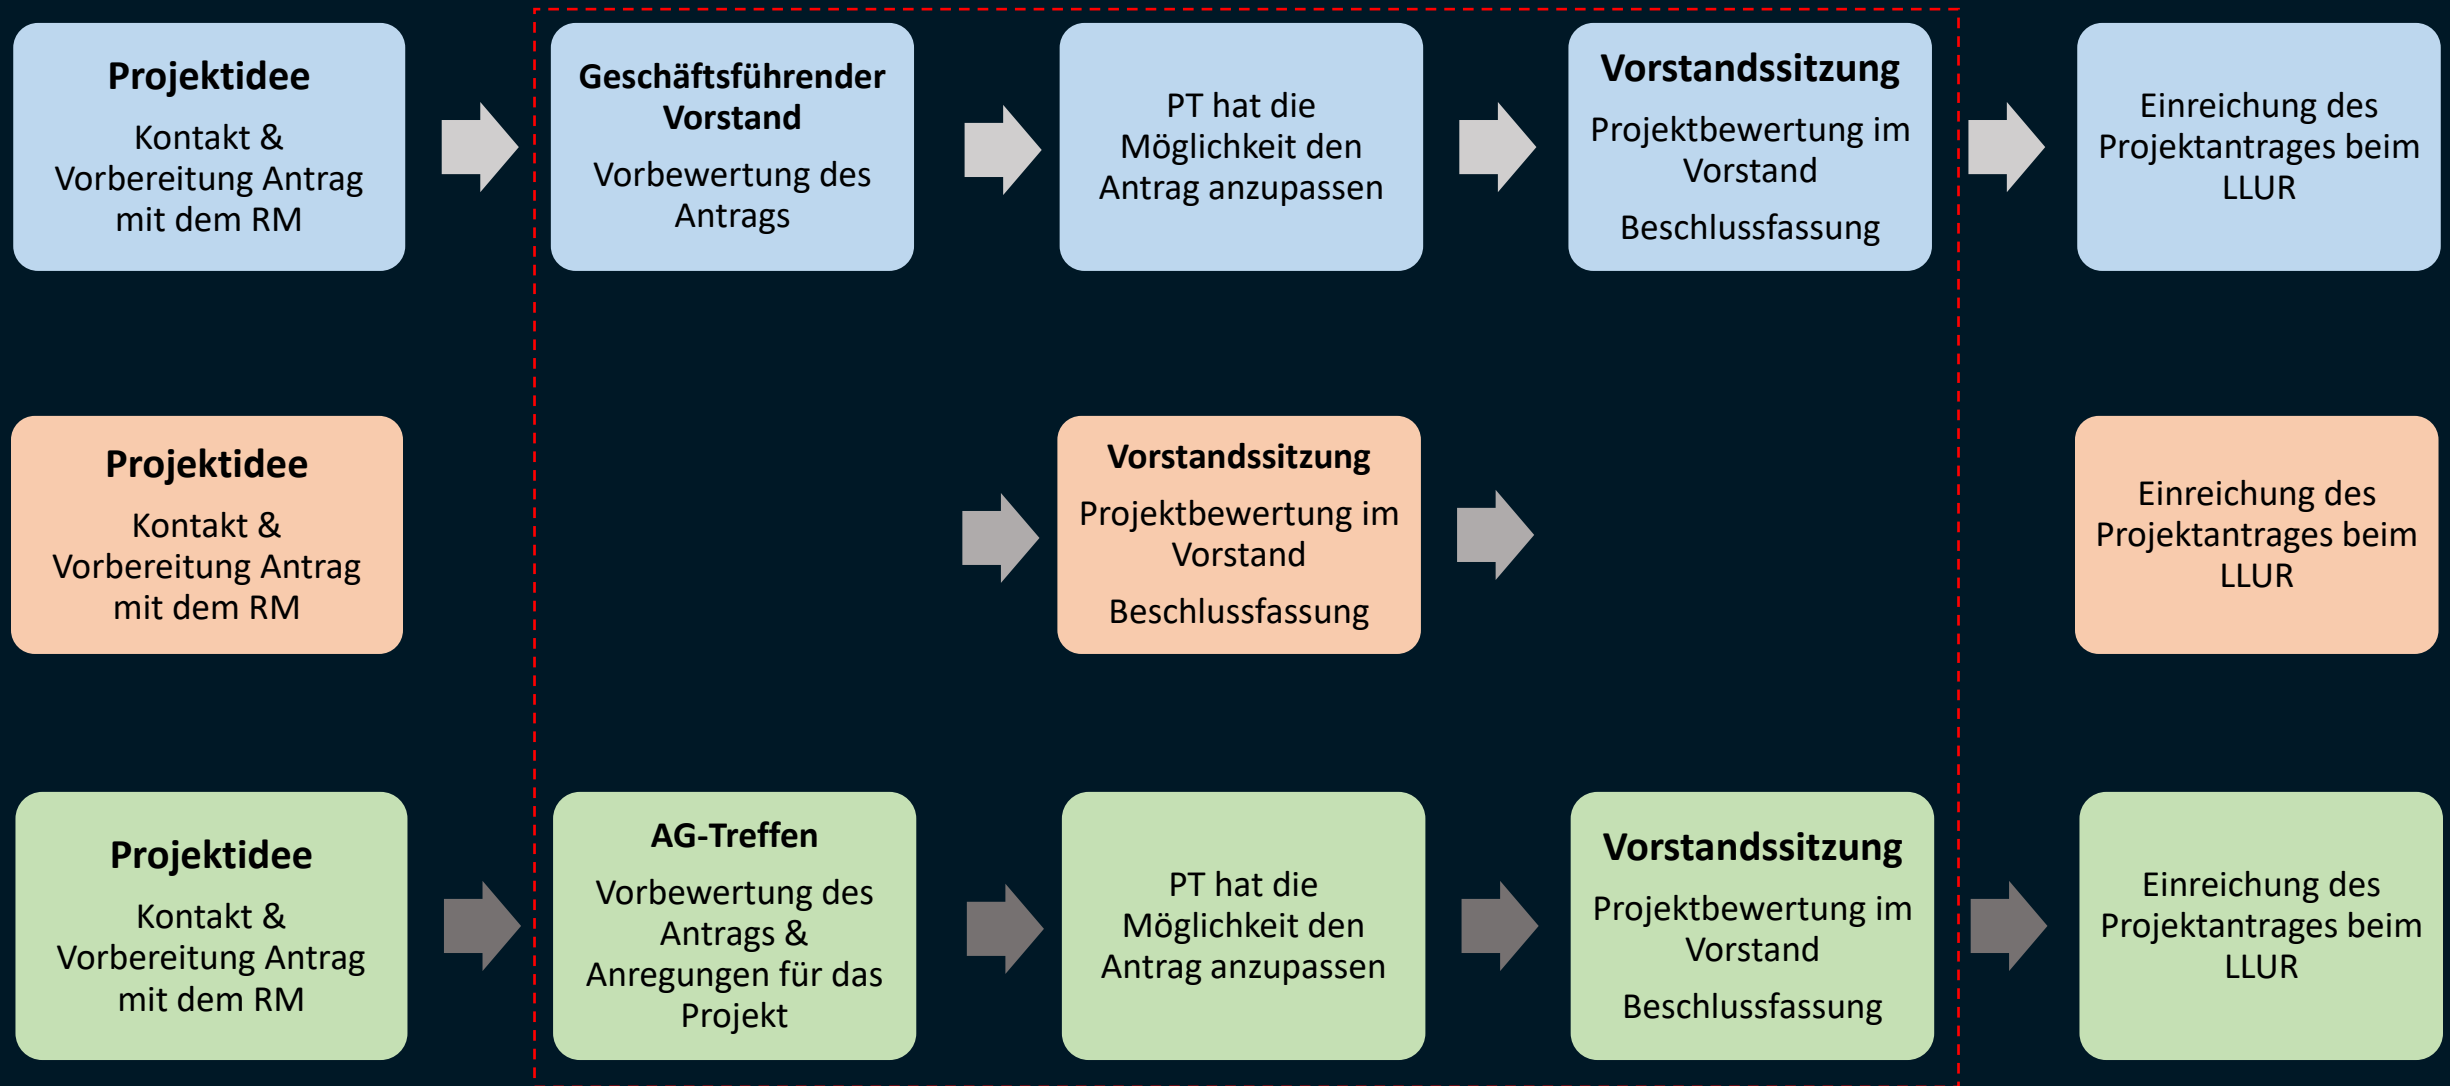 Projektidee
Kontakt &
Vorbereitung Antrag
mit dem RM
Geschäftsführender
Vorstand
Vorbewertung des
Antrags
PT hat die
Möglichkeit den
Antrag anzupassen
Vorstandssitzung
Projektbewertung im
Vorstand
Beschlussfassung
Einreichung des
Projektantrages beim
LLUR
Projektidee
Kontakt &
Vorbereitung Antrag
mit dem RM
Vorstandssitzung
Projektbewertung im
Vorstand
Beschlussfassung
Einreichung des
Projektantrages beim
LLUR
Projektidee
Kontakt &
Vorbereitung Antrag
mit dem RM
AG-Treffen
Vorbewertung des
Antrags &
Anregungen für das
Projekt
PT hat die
Möglichkeit den
Antrag anzupassen
Vorstandssitzung
Projektbewertung im
Vorstand
Beschlussfassung
Einreichung des
Projektantrages beim
LLUR